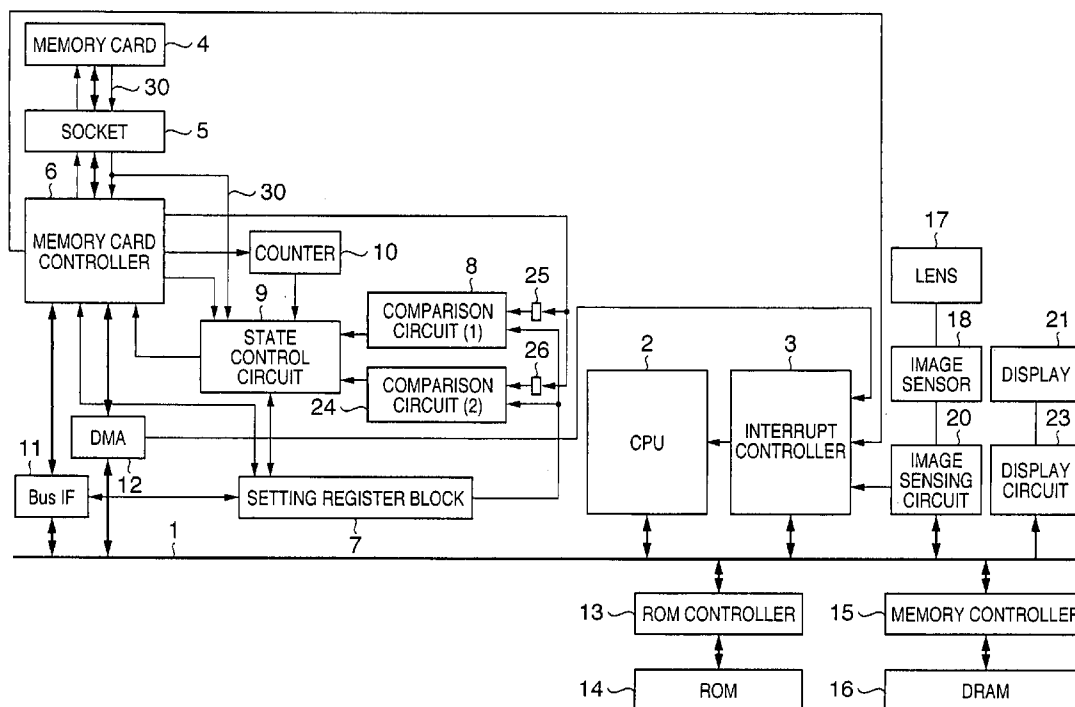 MEMORY CARD
4
30
SOCKET
5
6
MEMORY CARD
CONTROLLER
30
COUNTER
10
9
STATE
CONTROL
CIRCUIT
8
COMPARISON
CIRCUIT (1)
25
26
COMPARISON
CIRCUIT (2)
24
DMA
12
11
Bus IF
SETTING REGISTER BLOCK
7
1
2
CPU
3
INTERRUPT
CONTROLLER
17
LENS
18
IMAGE
SENSOR
20
IMAGE
SENSING
CIRCUIT
21
DISPLAY
23
DISPLAY
CIRCUIT
13
ROM CONTROLLER
14
ROM
15
MEMORY CONTROLLER
16
DRAM